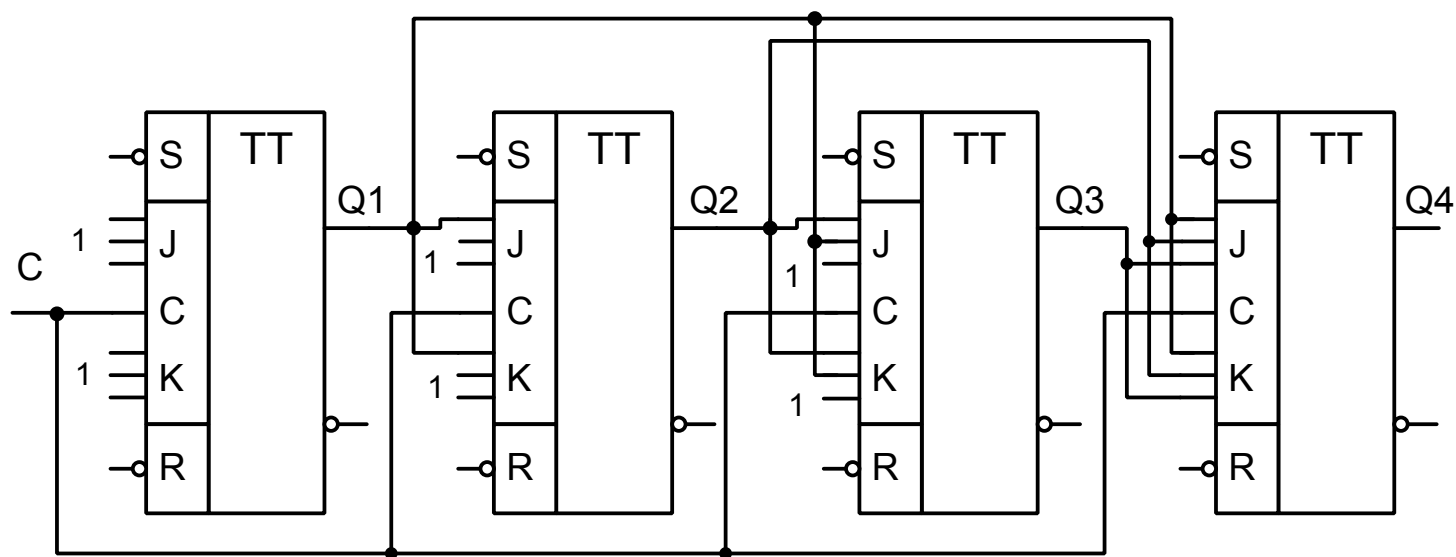 S TT S TT S TT S TT
Q1 Q2 Q3 Q4
1 J 1 J 1 J J
C
C C C C
1 K 1 K 1 K K
R R R R